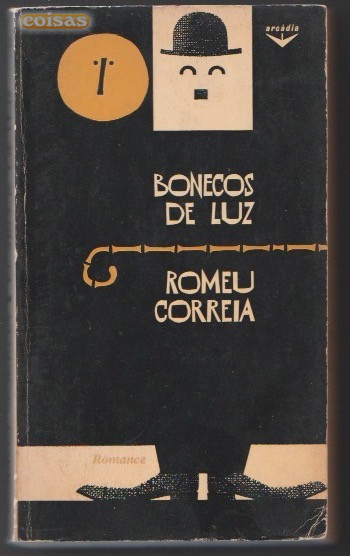 coisas
arcádia
BONECOS
DE LUZ
ROMEU
CORREIA
Romance